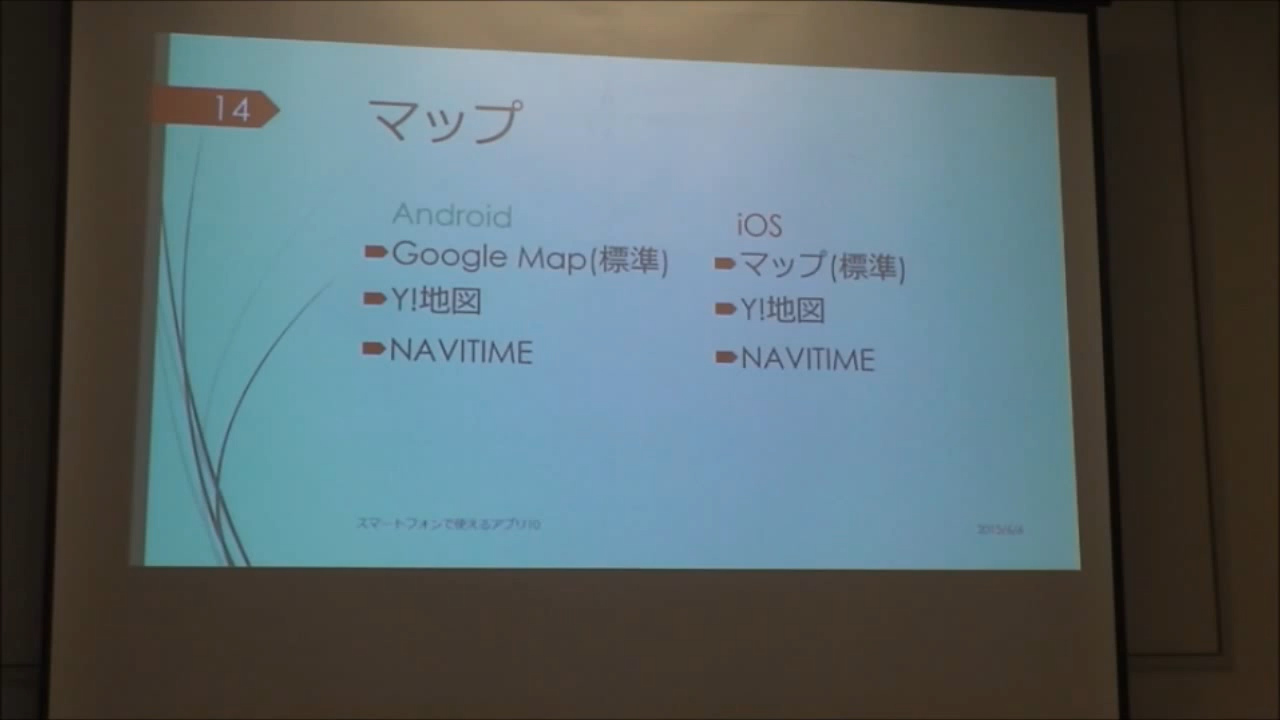 14
マップ
Android
Google Map(標準)
Y!地図
NAVITIME
iOS
マップ(標準)
Y!地図
NAVITIME
スマートフォンで使えるアプリ10